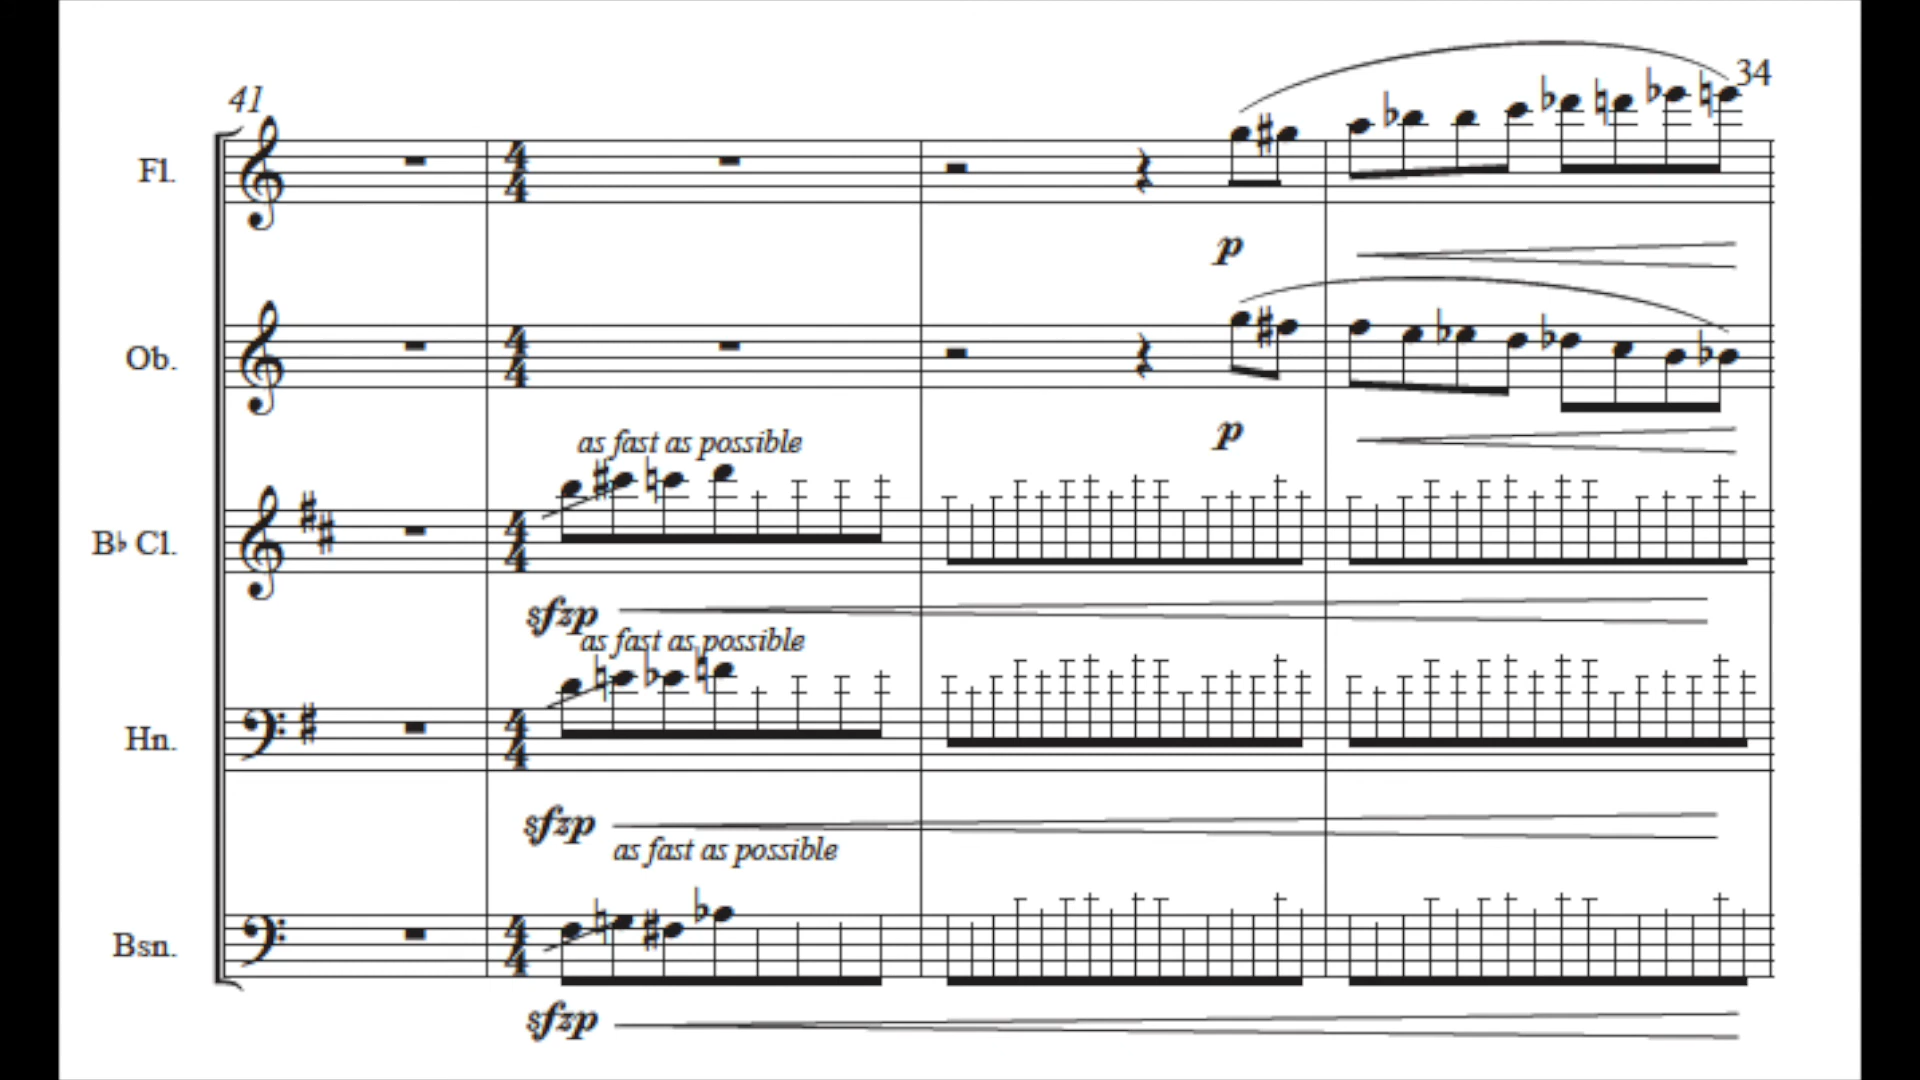 34
41
Fl.
p
Ob.
p
as fast as possible
B♭ Cl.
sfzp
as fast as possible
Hn.
sfzp
as fast as possible
Bsn.
sfzp